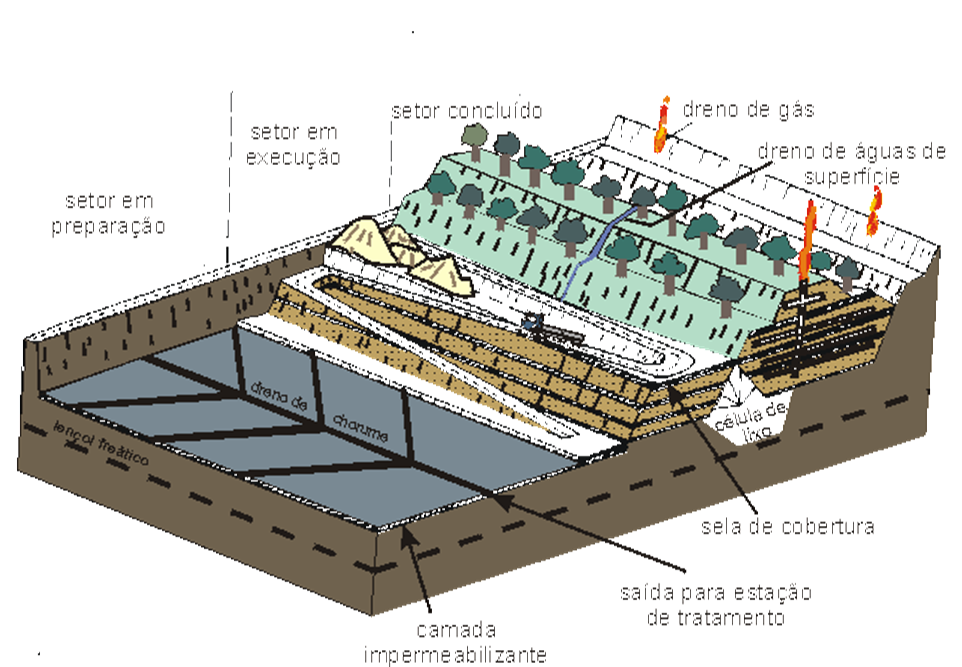 setor concluído
dreno de gás
setor em
execução
dreno de águas de
superfície
setor em
preparação
dreno de
chorume
célula de
lixo
lençol freático
sela de cobertura
saída para estação
de tratamento
camada
impermeabilizante